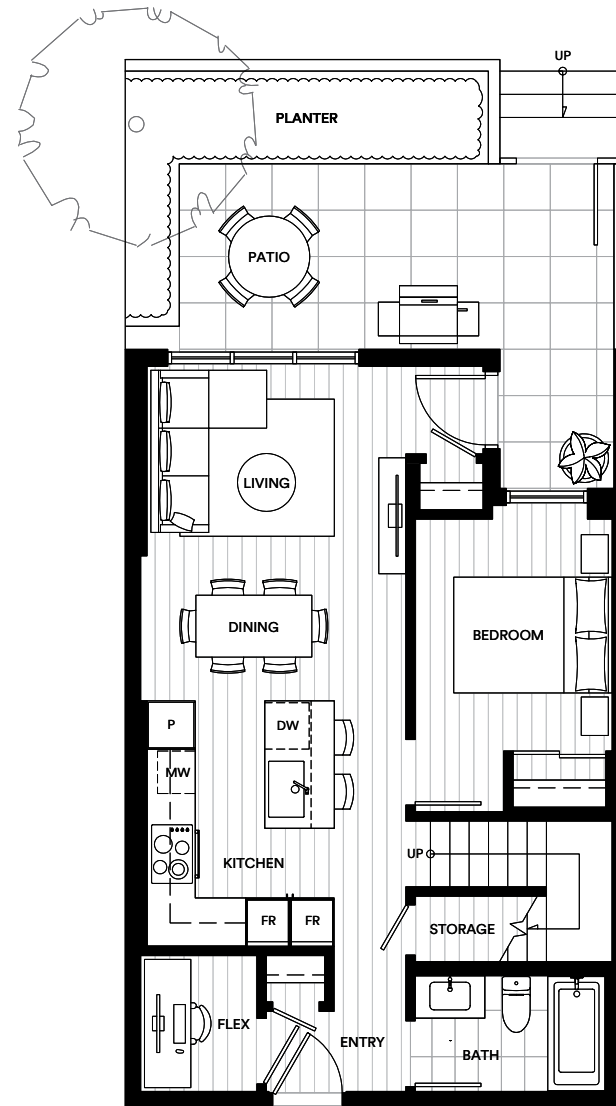 UP
PLANTER
PATIO
LIVING
DINING
BEDROOM
P
DW
MW
KITCHEN
UP
FR
FR
STORAGE
FLEX
ENTRY
BATH